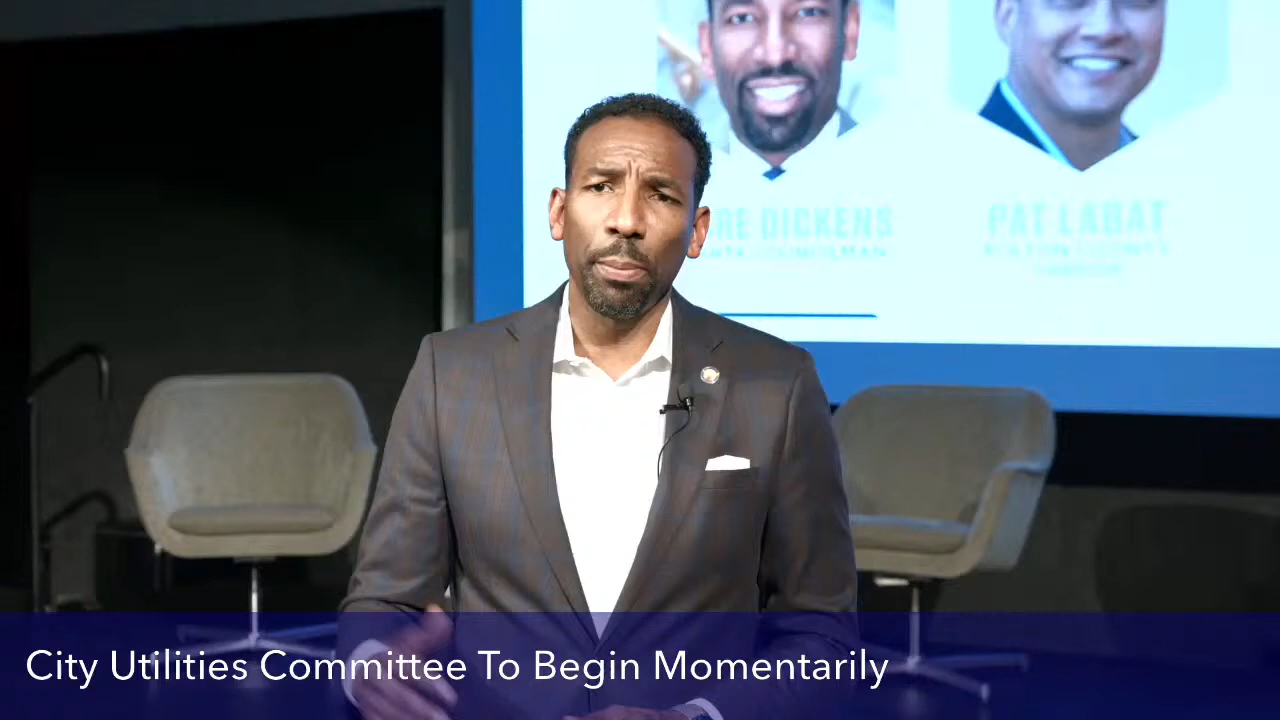 RE DICKENS
PAT LABAT
City Utilities Committee To Begin Momentarily